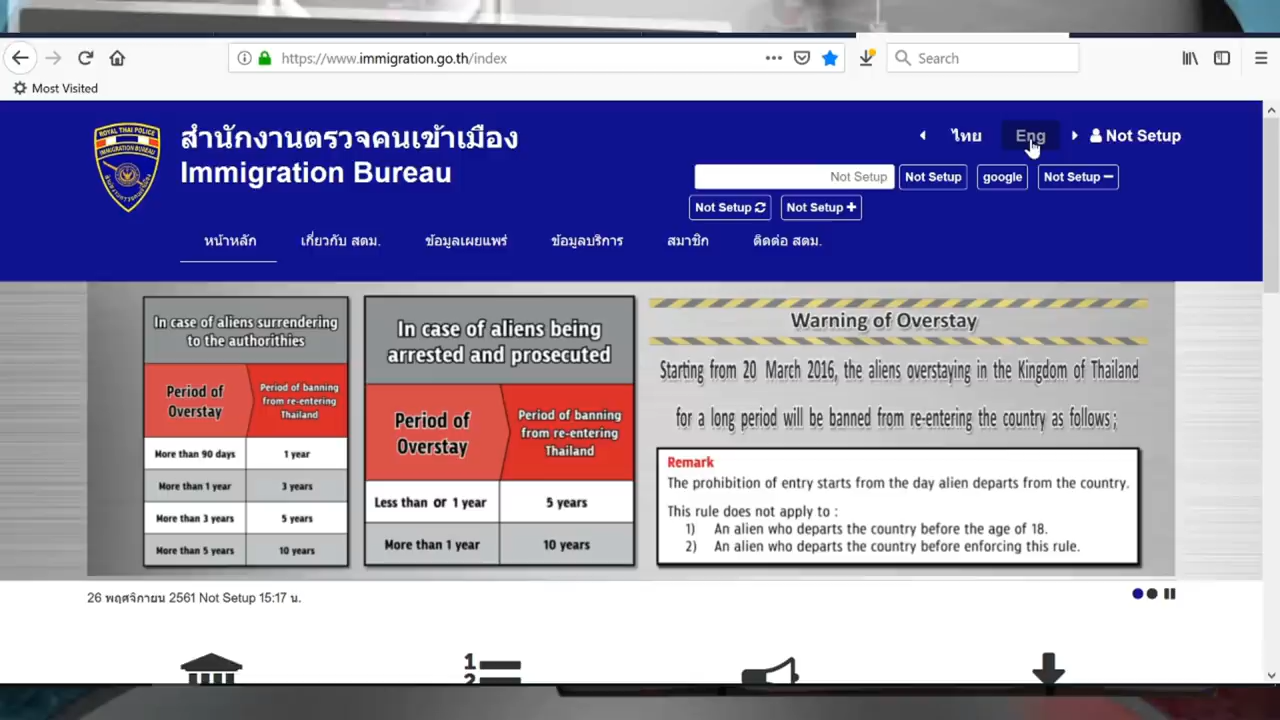 https://www.immigration.go.th/index
Search
Most Visited
ROYAL THAI POLICE
IMMIGRATION BUREAU
สำนักงานตรวจคนเข้าเมือง
Immigration Bureau
ไทย
Eng
Not Setup
Not Setup
Not Setup
google
Not Setup
Not Setup
Not Setup
หน้าหลัก
เกี่ยวกับ สตม.
ข้อมูลเผยแพร่
ข้อมูลบริการ
สมาชิก
ติดต่อ สตม.
In case of aliens surrendering
to the authorithies
Period of
Overstay
Period of banning
from re-entering
Thailand
More than 90 days 1 year
More than 1 year 3 years
More than 3 years 5 years
More than 5 years 10 years
In case of aliens being
arrested and prosecuted
Period of
Overstay
Period of banning
from re-entering
Thailand
Less than or 1 year 5 years
More than 1 year 10 years
Warning of Overstay
Starting from 20 March 2016, the aliens overstaying in the Kingdom of Thailand
for a long period will be banned from re-entering the country as follows;
Remark
The prohibition of entry starts from the day alien departs from the country.
This rule does not apply to :
1) An alien who departs the country before the age of 18.
2) An alien who departs the country before enforcing this rule.
26 พฤศจิกายน 2561 Not Setup 15:17 น.
1
2